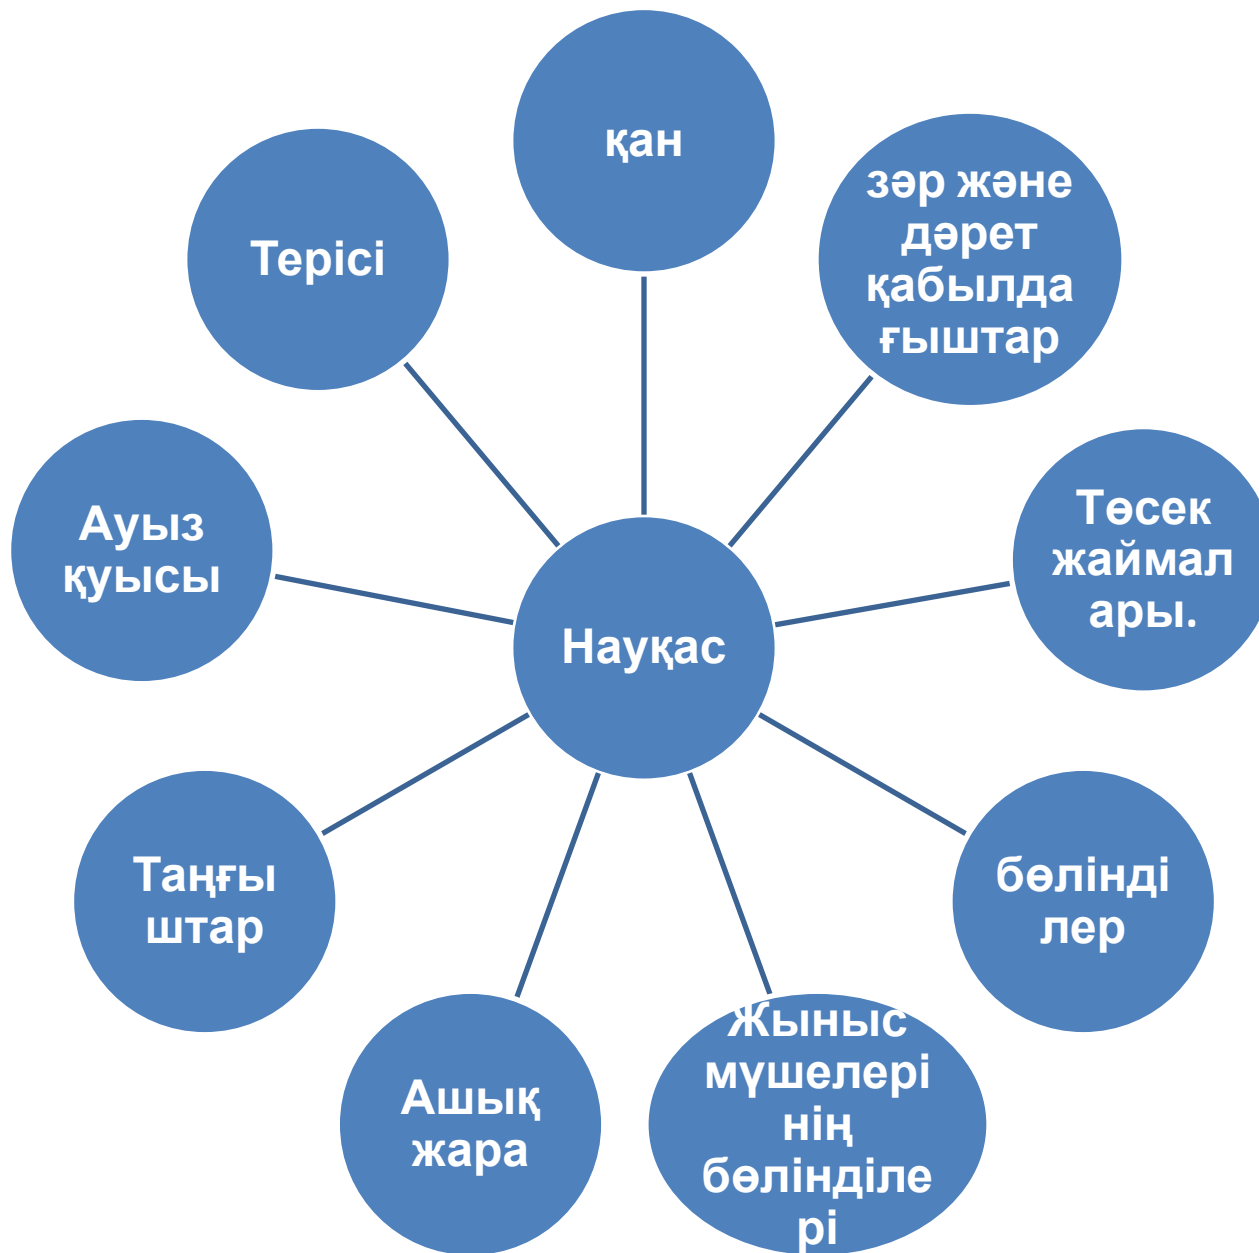 қан
зәр және
дәрет
қабылда
ғыштар
Төсек
жаймал
ары.
бөлінді
лер
Жыныс
мүшелері
нің
бөлінділе
рі
Ашық
жара
Таңғы
штар
Ауыз
қуысы
Терісі
Науқас